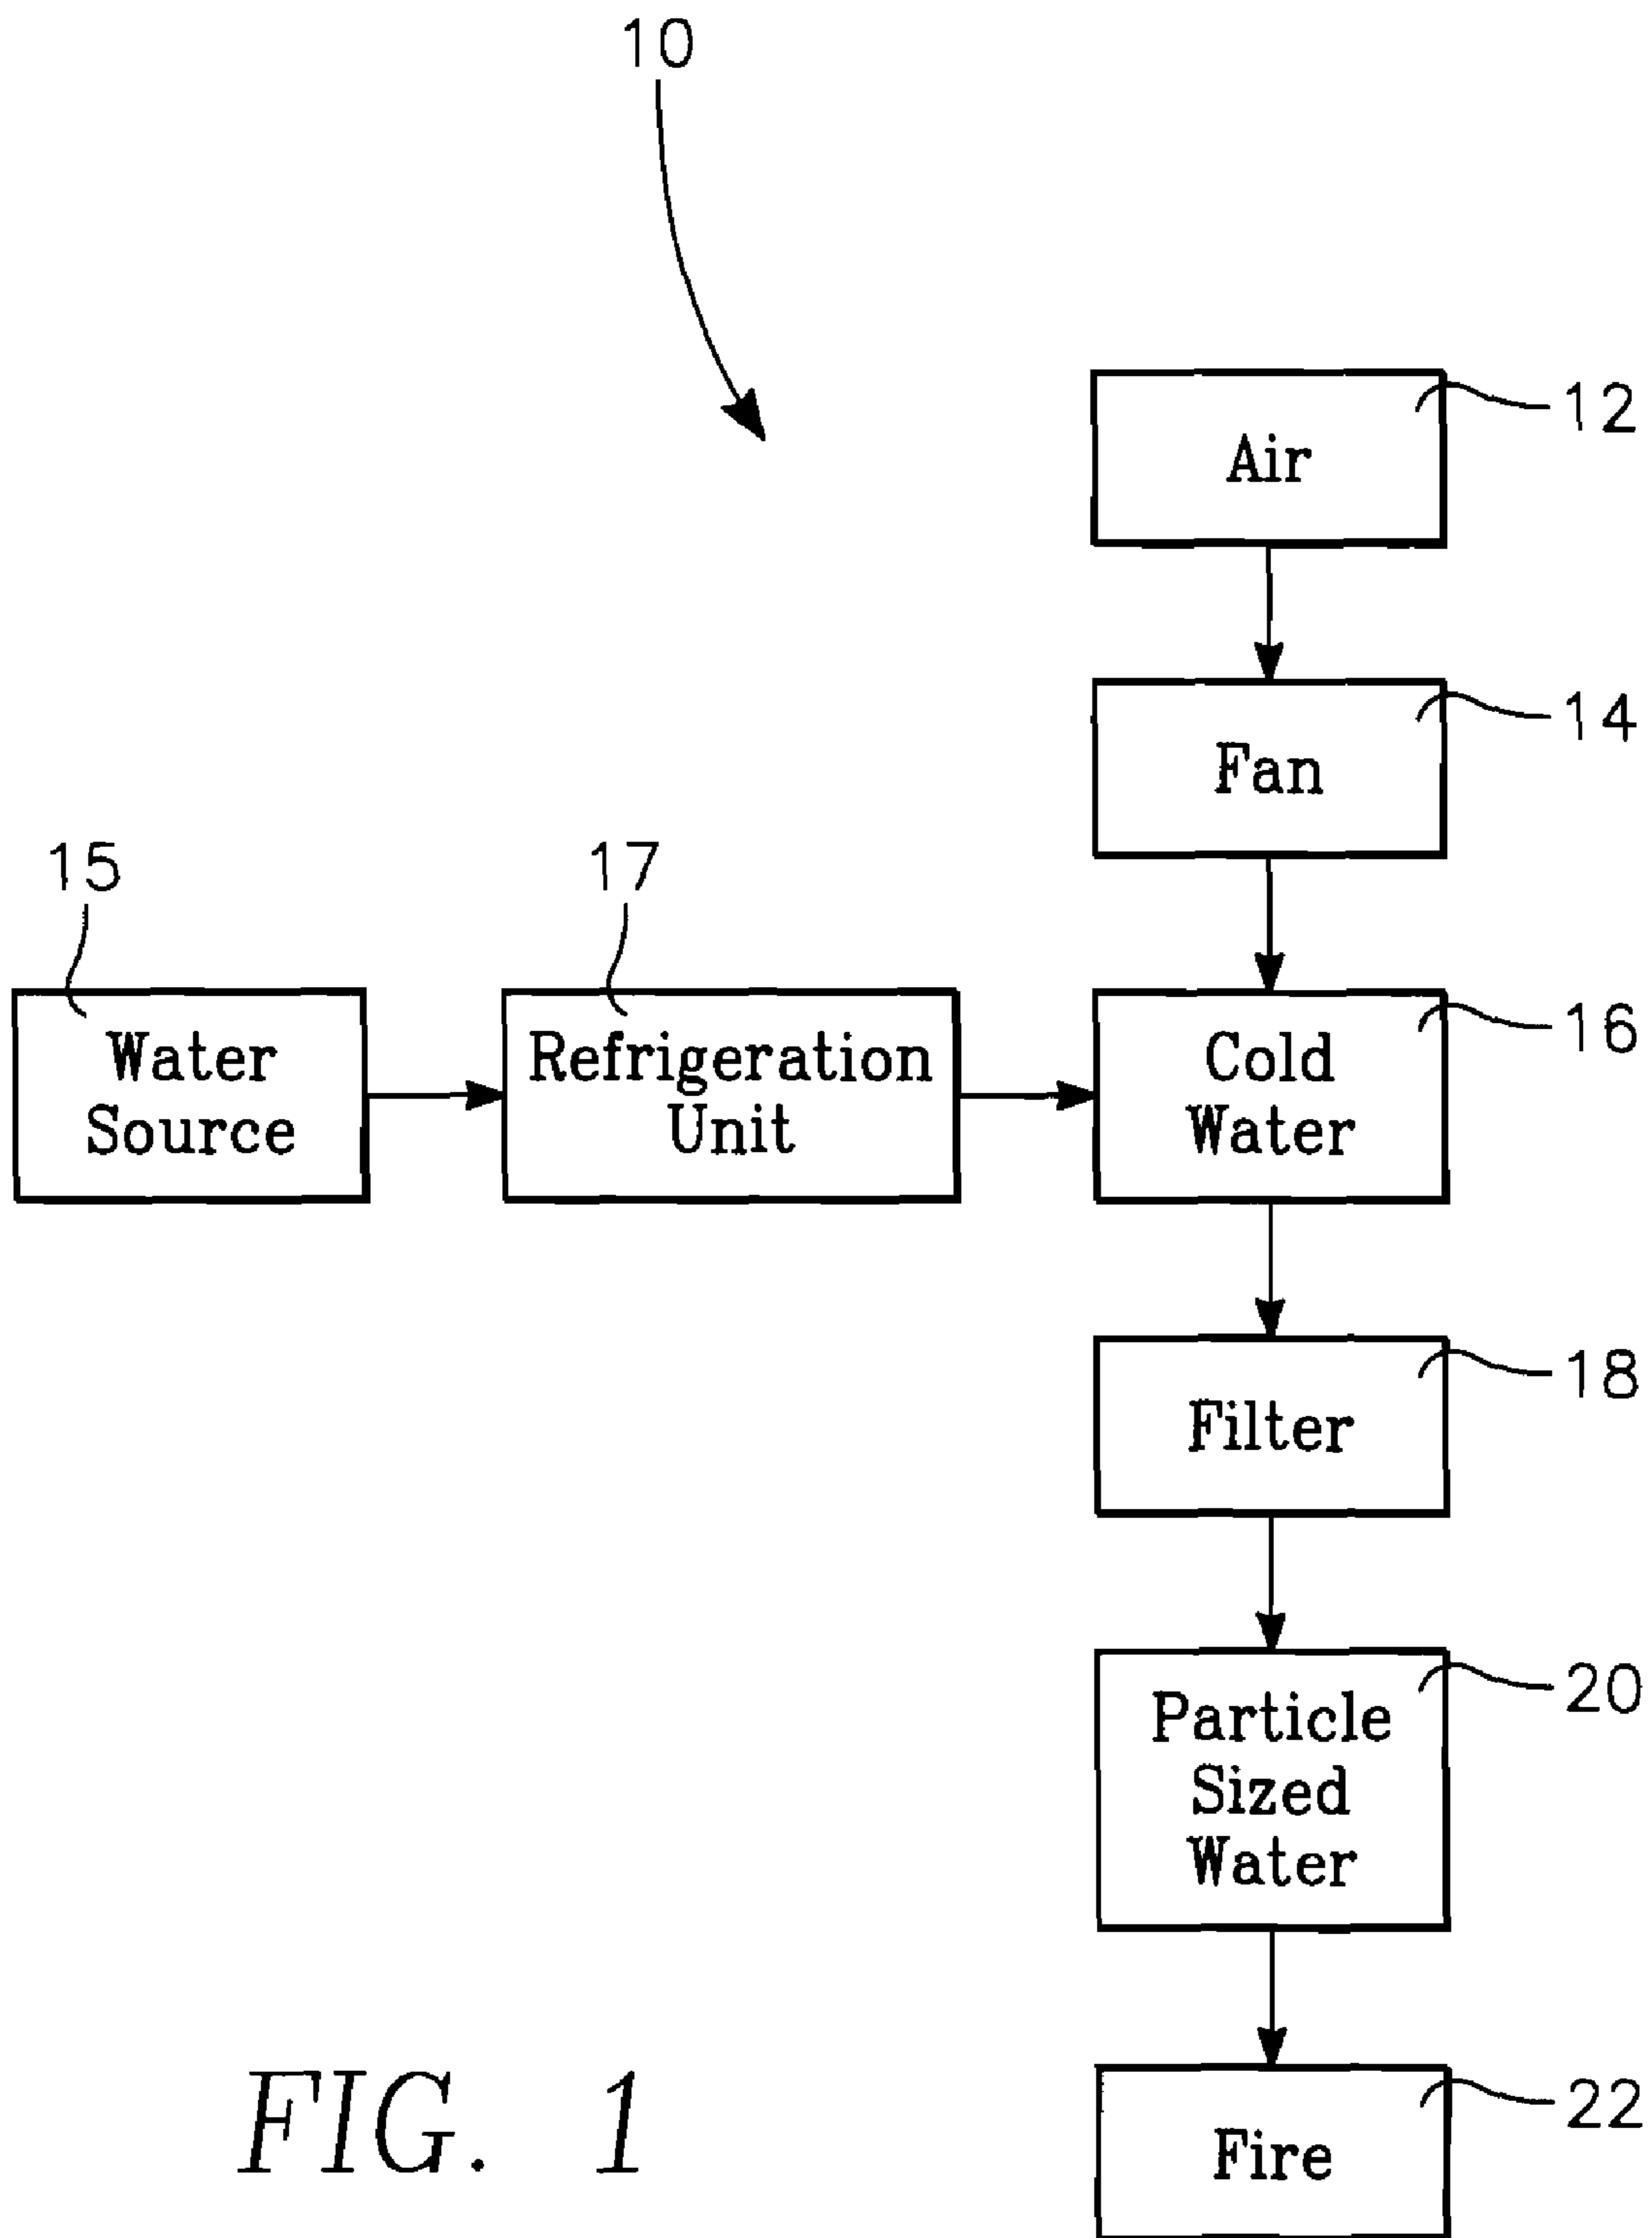 10
12
Air
14
Fan
15
17
16
Water
Source
Refrigeration
Unit
Cold
Water
18
Filter
20
Particle
Sized
Water
22
Fire
FIG. 1